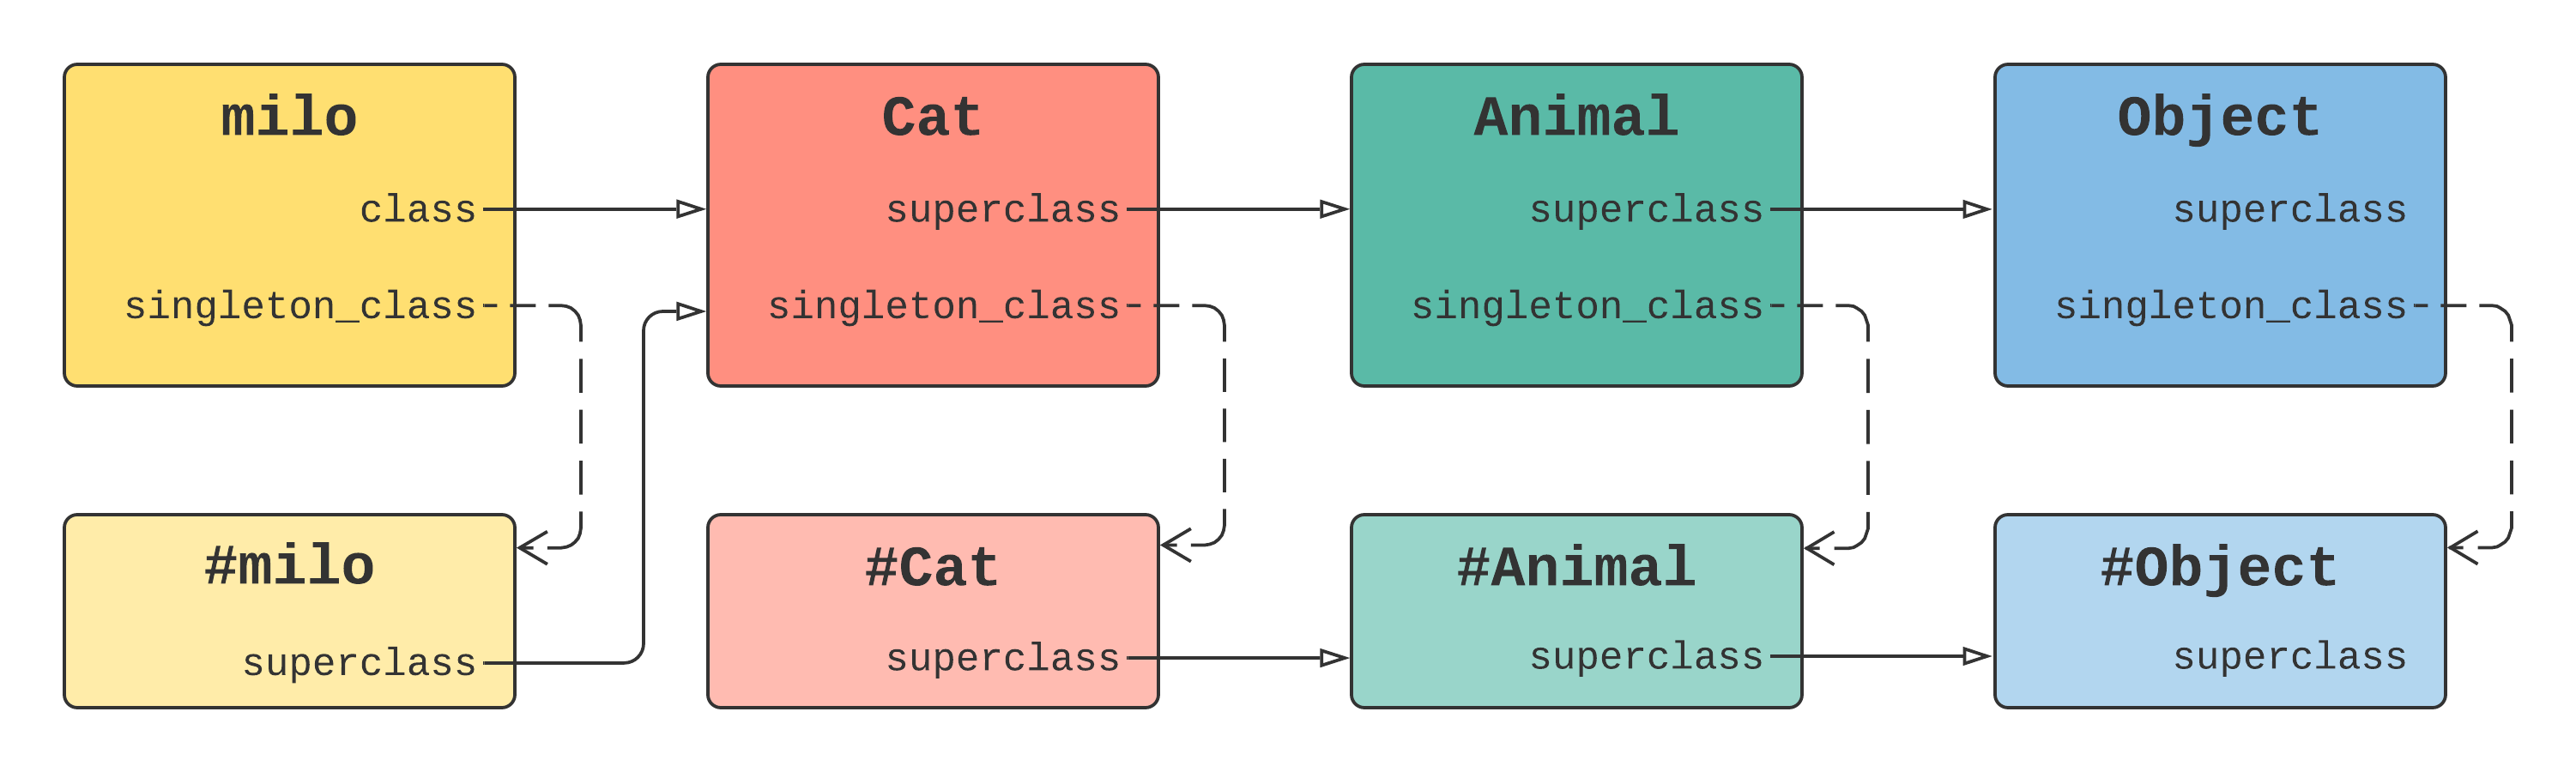 milo
class
singleton_class
Cat
superclass
singleton_class
Animal
superclass
singleton_class
Object
superclass
singleton_class
#milo
superclass
#Cat
superclass
#Animal
superclass
#Object
superclass